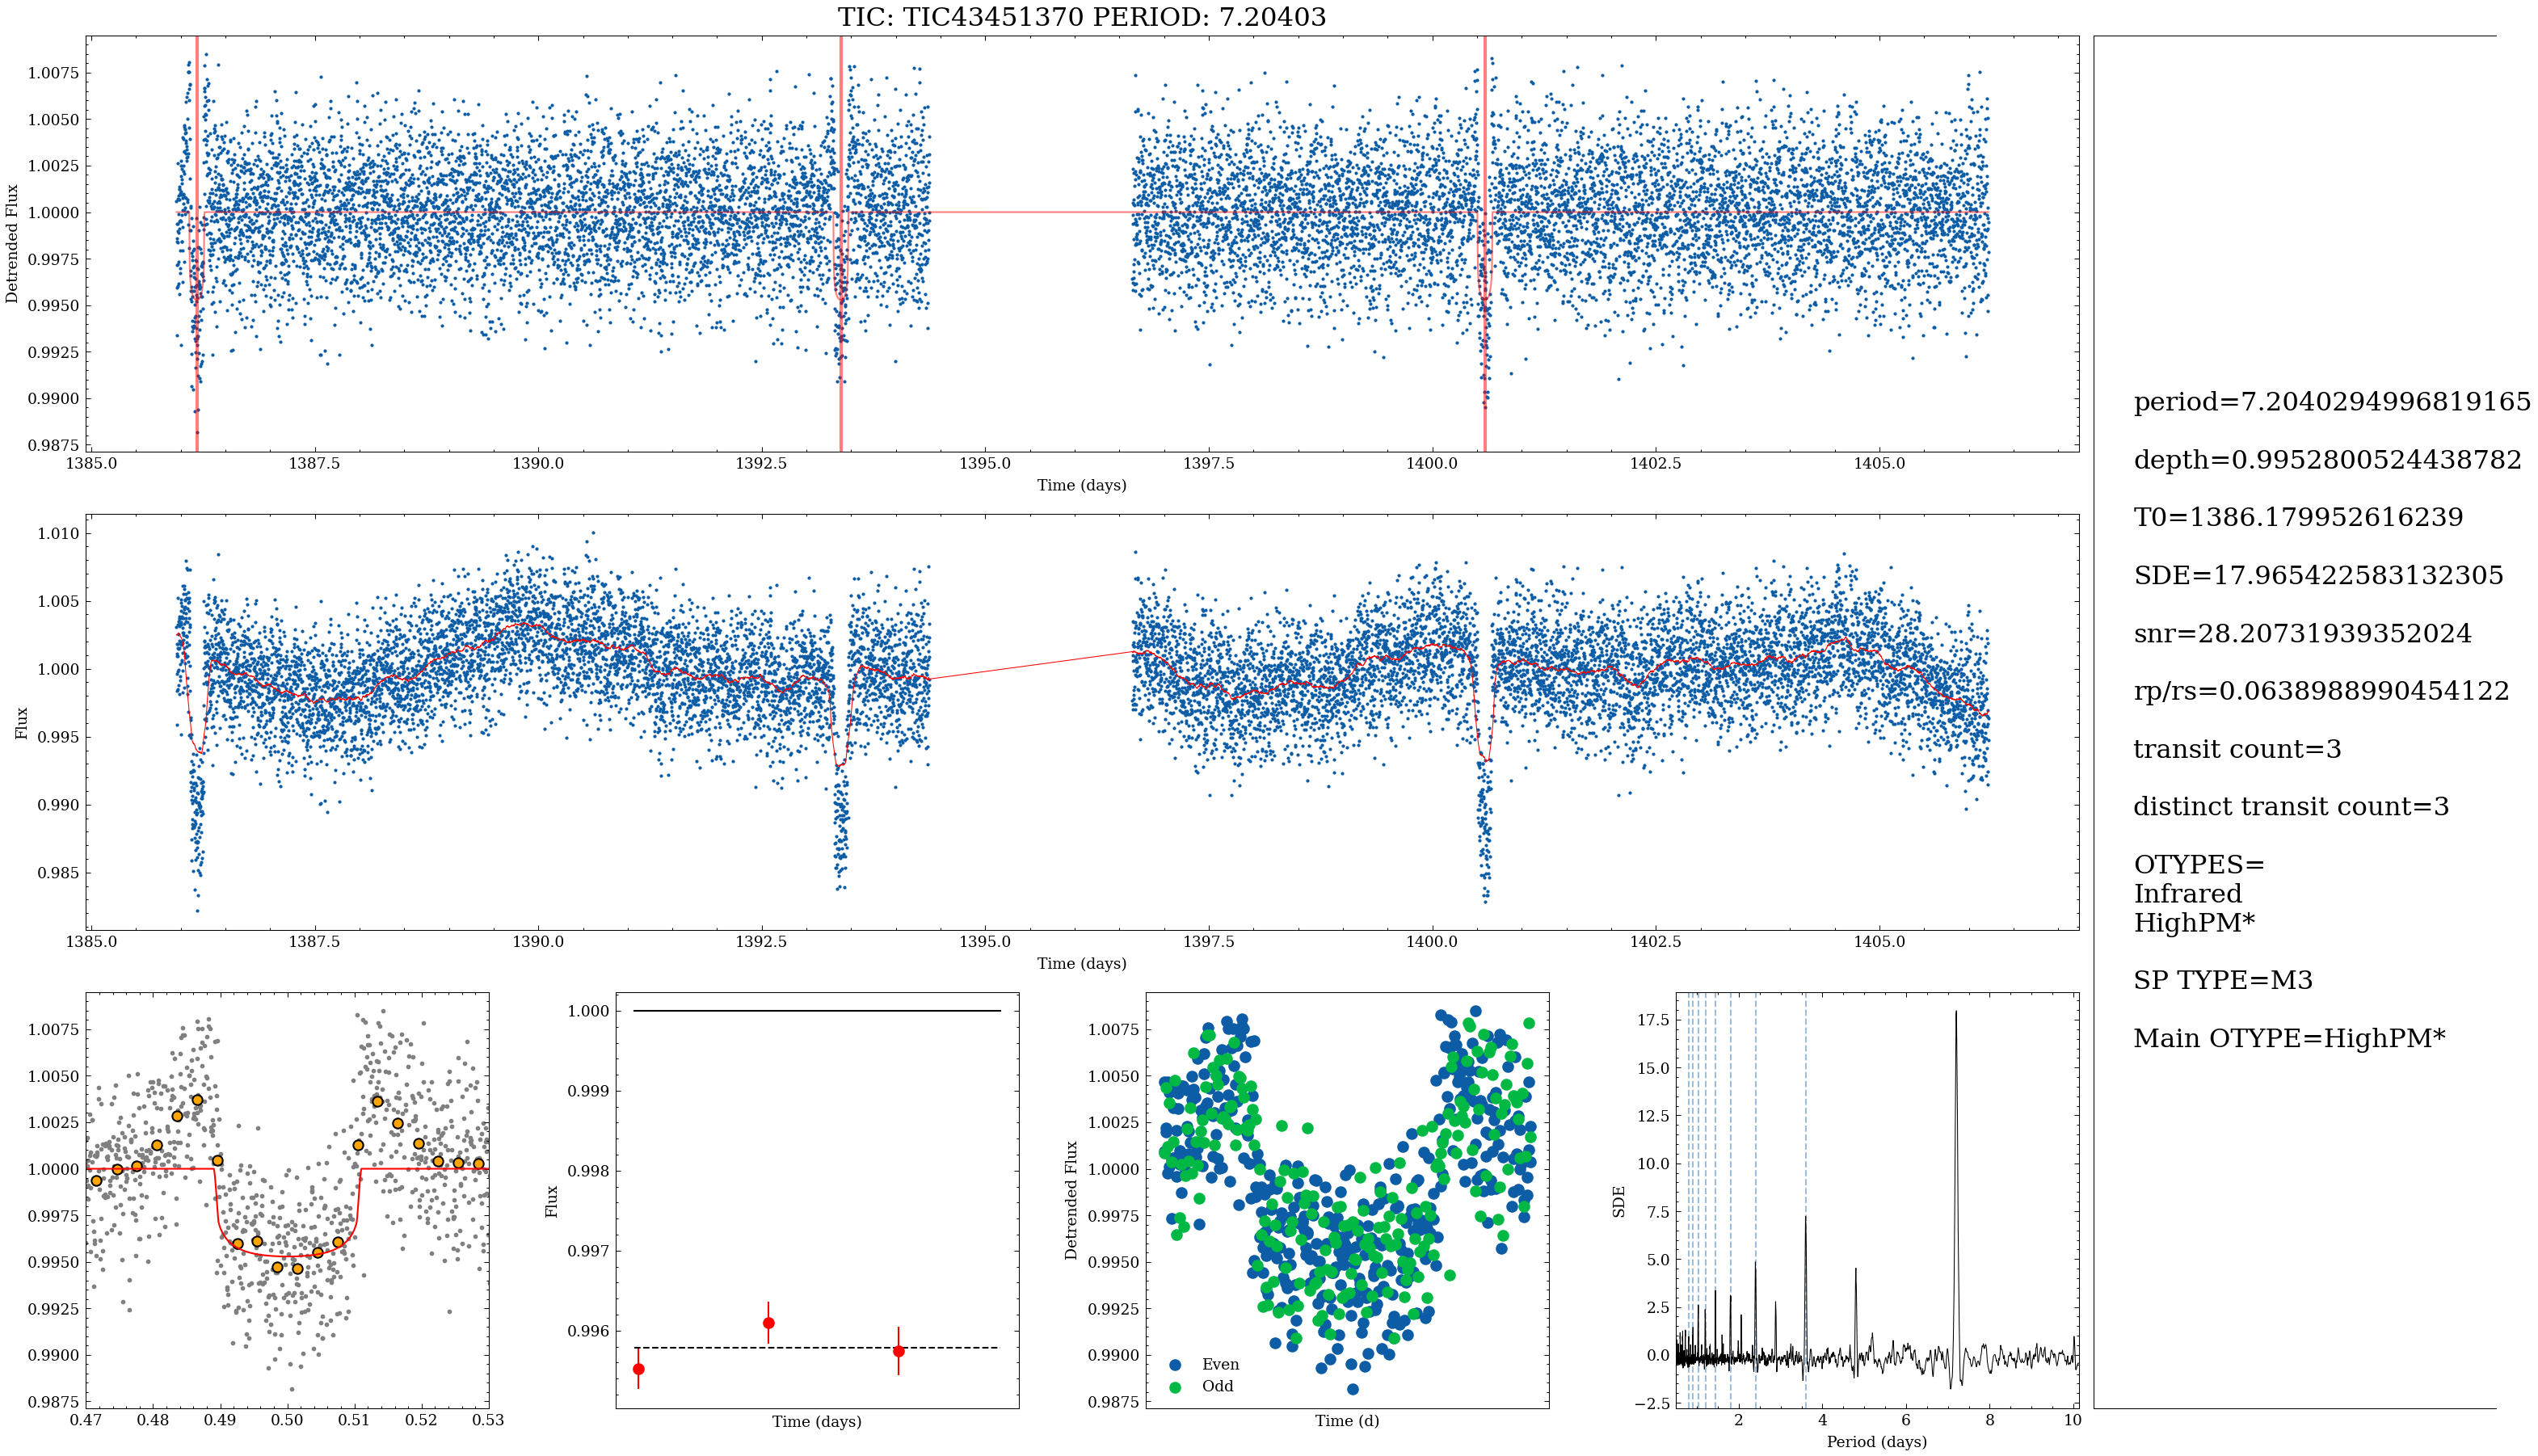 TIC: TIC43451370 PERIOD: 7.20403
Detrended Flux
1.0075
1.0050
1.0025
1.0000
0.9975
0.9950
0.9925
0.9900
0.9875
1385.0 1387.5 1390.0 1392.5 1395.0 1397.5 1400.0 1402.5 1405.0
Time (days)
Flux
1.010
1.005
1.000
0.995
0.990
0.985
1385.0 1387.5 1390.0 1392.5 1395.0 1397.5 1400.0 1402.5 1405.0
Time (days)
1.0075
1.0050
1.0025
1.0000
0.9975
0.9950
0.9925
0.9900
0.9875
0.47 0.48 0.49 0.50 0.51 0.52 0.53
Flux
1.000
0.999
0.998
0.997
0.996
Time (days)
Detrended Flux
1.0075
1.0050
1.0025
1.0000
0.9975
0.9950
0.9925
0.9900
0.9875
Even
Odd
Time (d)
SDE
17.5
15.0
12.5
10.0
7.5
5.0
2.5
0.0
−2.5
2 4 6 8 10
Period (days)
period=7.2040294996819165
depth=0.9952800524438782
T0=1386.179952616239
SDE=17.965422583132305
snr=28.20731939352024
rp/rs=0.0638988990454122
transit count=3
distinct transit count=3
OTYPES=
Infrared
HighPM*
SP TYPE=M3
Main OTYPE=HighPM*